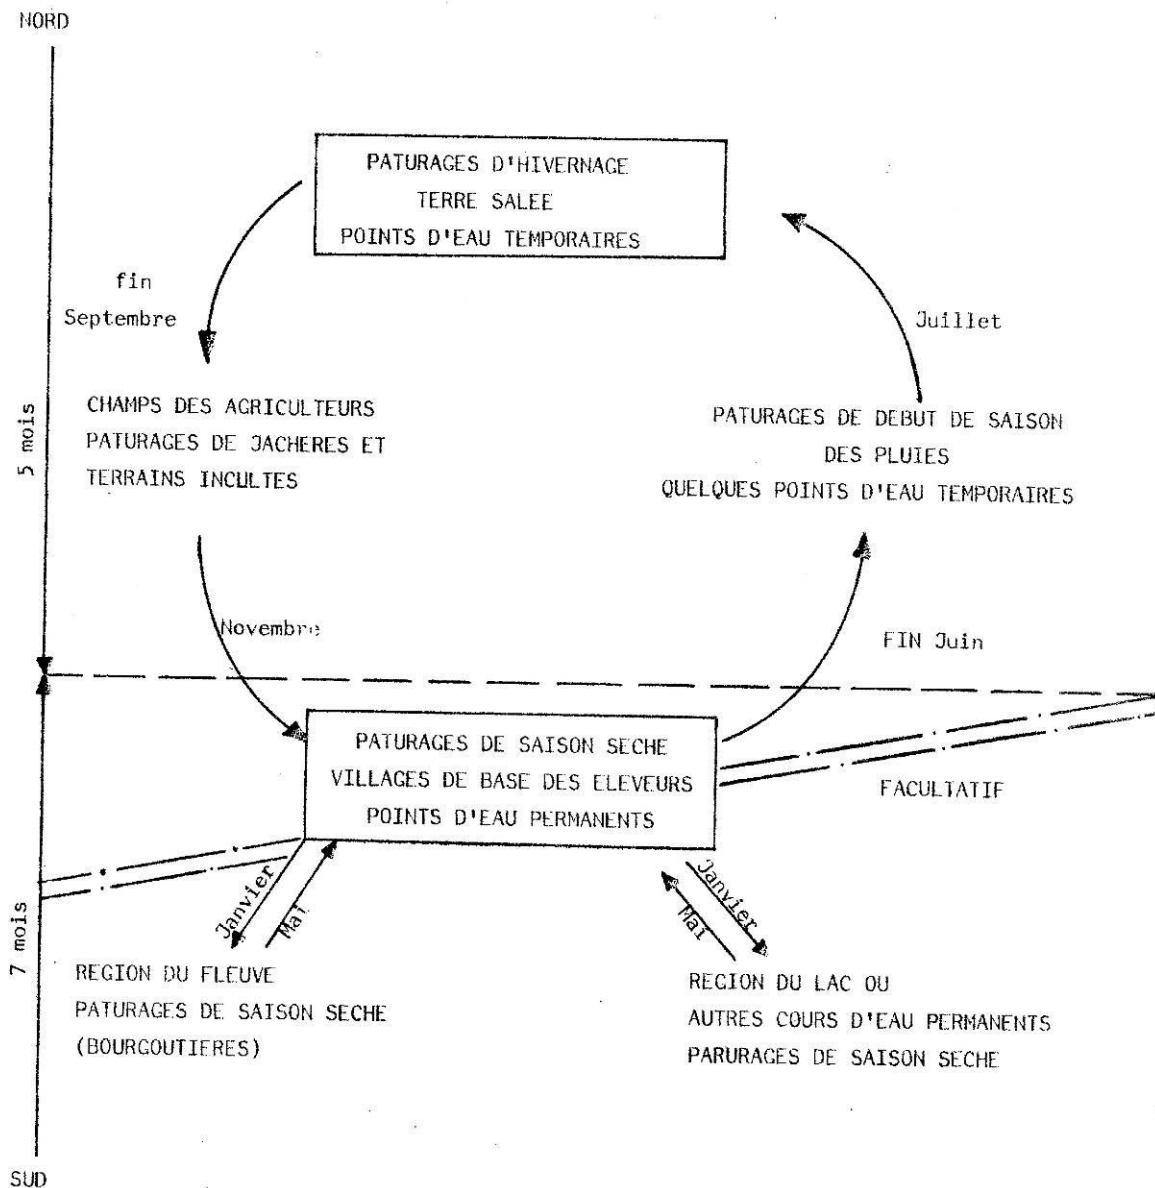 NORD
PATURAGES D'HIVERNAGE
TERRE SALEE
POINTS D'EAU TEMPORAIRES
fin
Septembre
Juillet
5 mois
CHAMPS DES AGRICULTEURS
PATURAGES DE JACHERES ET
TERRAINS INCULTES
PATURAGES DE DEBUT DE SAISON
DES PLUIES
QUELQUES POINTS D'EAU TEMPORAIRES
Novembre
FIN Juin
PATURAGES DE SAISON SECHE
VILLAGES DE BASE DES ELEVEURS
POINTS D'EAU PERMANENTS
FACULTATIF
7 mois
Janvier
Mai
Janvier
Mai
REGION DU FLEUVE
PATURAGES DE SAISON SECHE
(BOURGOUTIERES)
REGION DU LAC OU
AUTRES COURS D'EAU PERMANENTS
PARURAGES DE SAISON SECHE
SUD